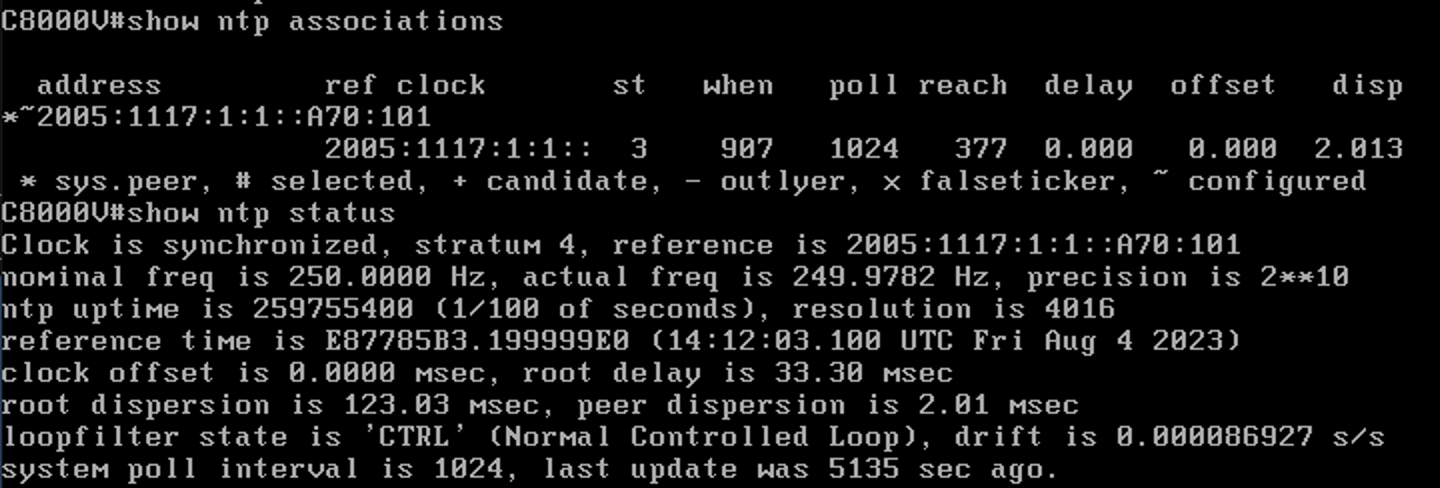 C8000V#show ntp associations
address ref clock st when poll reach delay offset disp
*~2005:1117:1:1::A70:101
2005:1117:1:1:: 3 907 1024 377 0.000 0.000 2.013
* sys.peer, # selected, + candidate, - outlyer, x falseticker, ~ configured
C8000V#show ntp status
Clock is synchronized, stratum 4, reference is 2005:1117:1:1::A70:101
nominal freq is 250.0000 Hz, actual freq is 249.9782 Hz, precision is 2**10
ntp uptime is 259755400 (1/100 of seconds), resolution is 4016
reference time is E87785B3.199999E0 (14:12:03.100 UTC Fri Aug 4 2023)
clock offset is 0.0000 msec, root delay is 33.30 msec
root dispersion is 123.03 msec, peer dispersion is 2.01 msec
loopfilter state is 'CTRL' (Normal Controlled Loop), drift is 0.000086927 s/s
system poll interval is 1024, last update was 5135 sec ago.